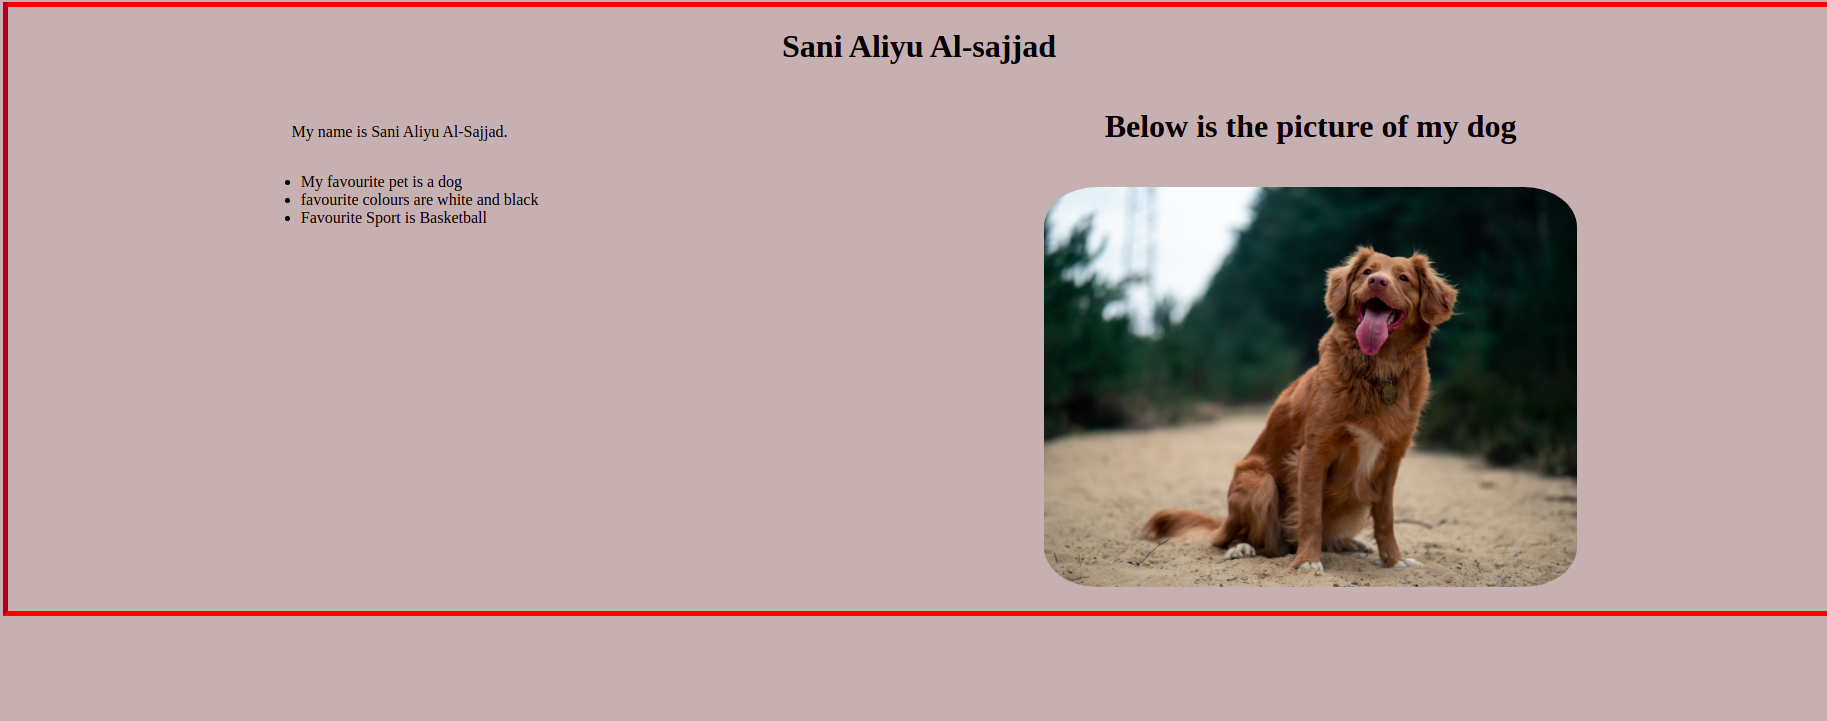 Sani Aliyu Al-sajjad
My name is Sani Aliyu Al-Sajjad.
My favourite pet is a dog
favourite colours are white and black
Favourite Sport is Basketball
Below is the picture of my dog